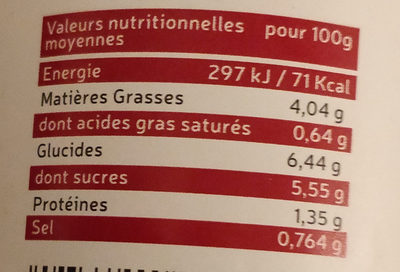 Valeurs nutritionnelles pour 100g
moyennes
Energie 297 kJ / 71 Kcal
Matières Grasses 4,04 g
dont acides gras saturés 0,64 g
Glucides 6,44 g
dont sucres 5,55 g
Protéines 1,35 g
Sel 0,764 g